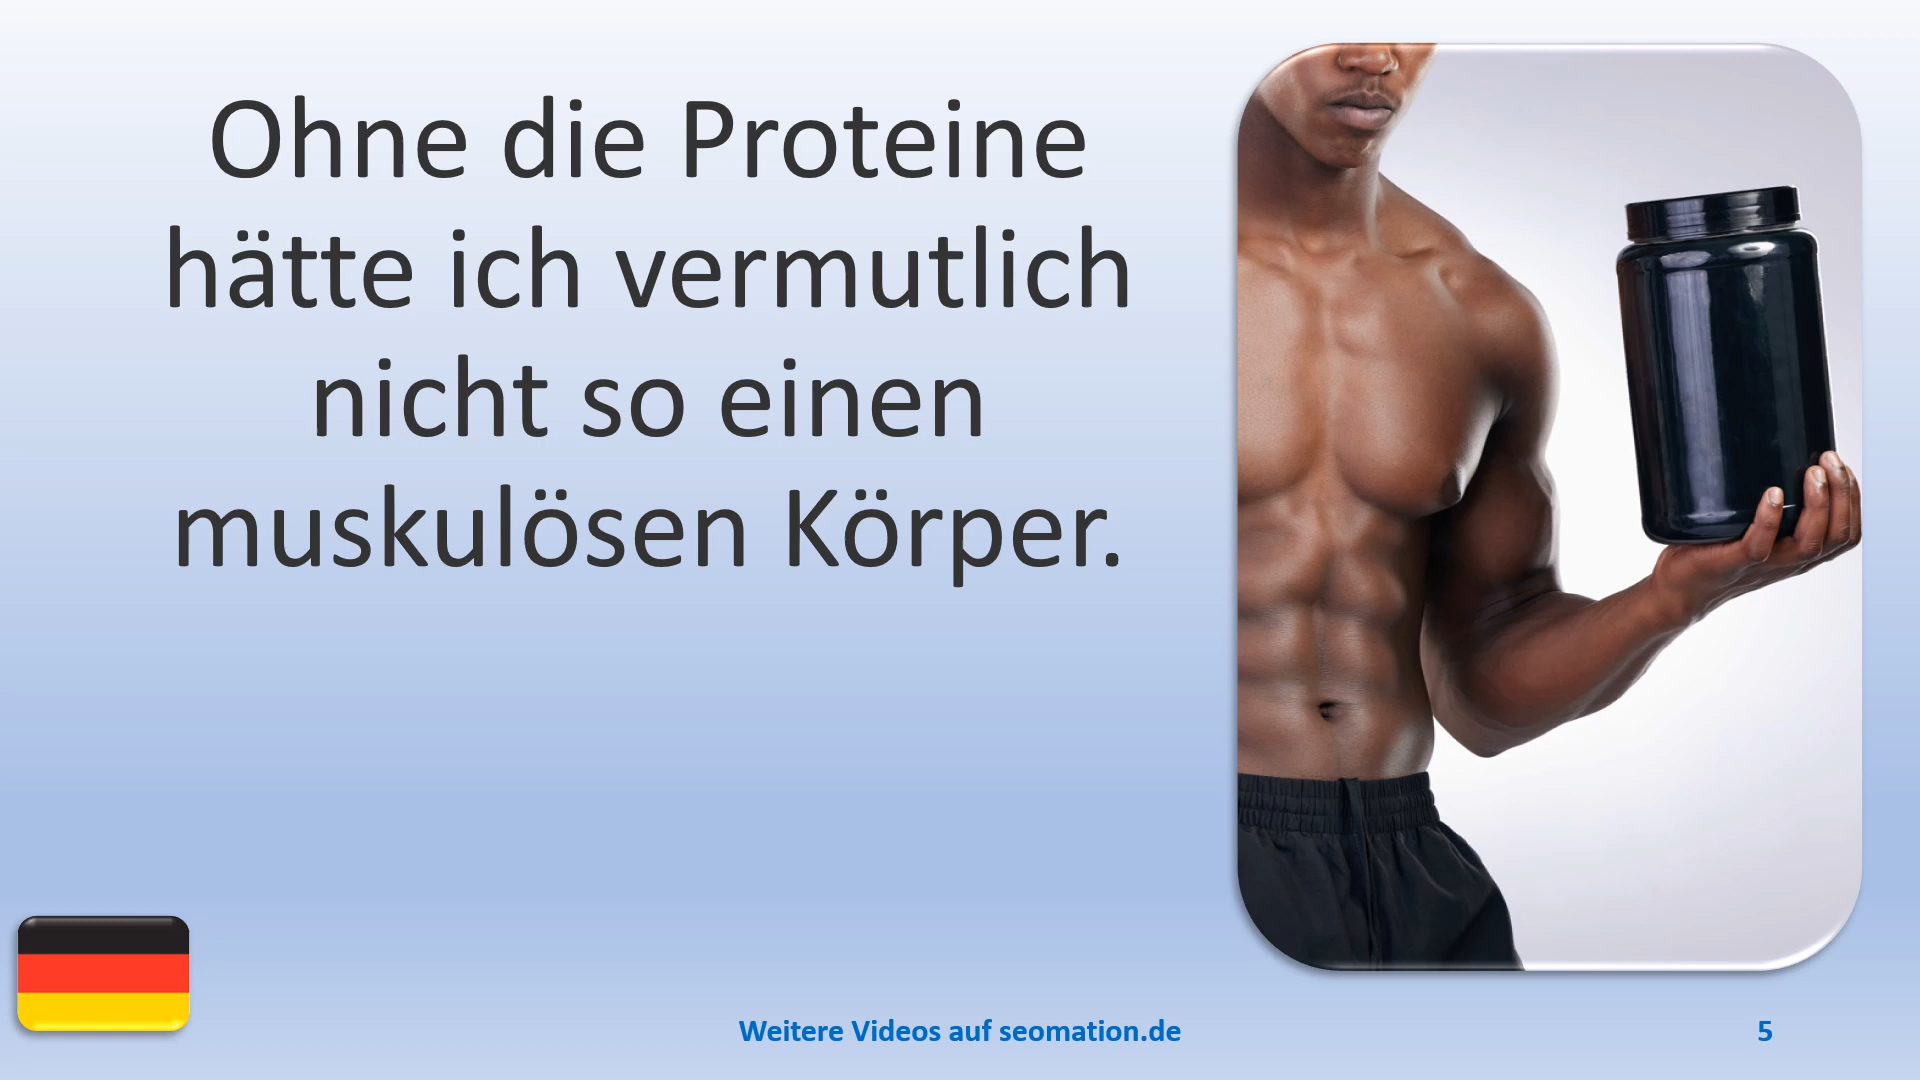 Ohne die Proteine
hätte ich vermutlich
nicht so einen
muskulösen Körper.
Weitere Videos auf seomation.de
5